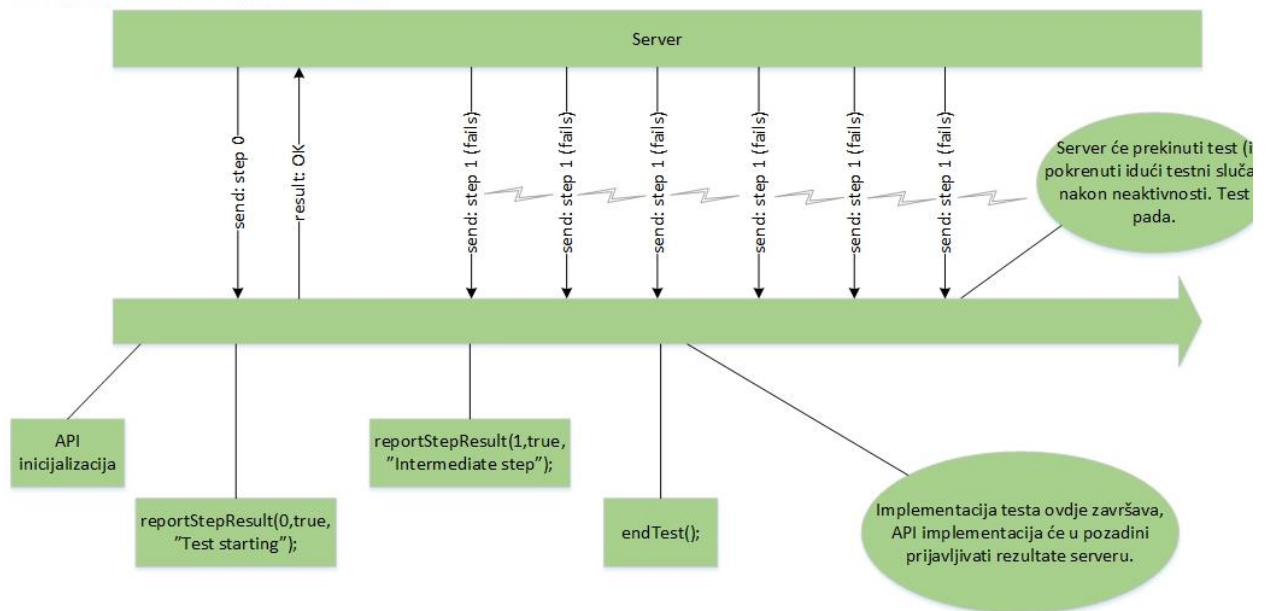 Server
send: step 0
result: OK
send: step 1 (fails)
send: step 1 (fails)
send: step 1 (fails)
send: step 1 (fails)
send: step 1 (fails)
send: step 1 (fails)
Server će prekinuti test (i
pokrenuti idući testni sluča
nakon neaktivnosti. Test
pada.
API
inicijalizacija
reportStepResult(0,true,
"Test starting");
reportStepResult(1,true,
"Intermediate step");
endTest();
Implementacija testa ovdje završava,
API implementacija će u pozadini
prijavljivati rezultate serveru.